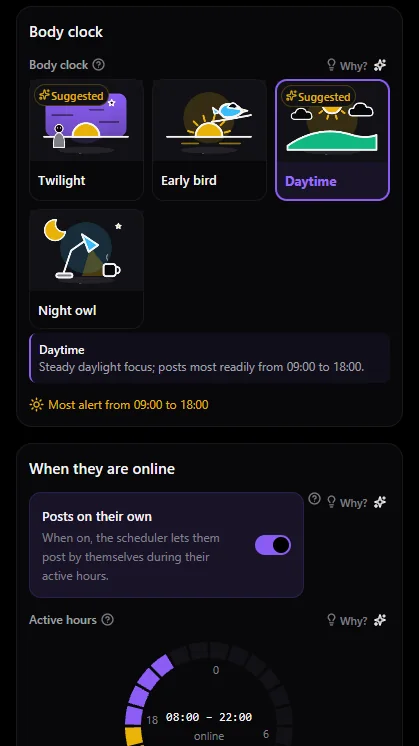 Body clock
Body clock
Why?
Suggested
Suggested
Twilight
Early bird
Daytime
Night owl
Daytime
Steady daylight focus; posts most readily from 09:00 to 18:00.
Most alert from 09:00 to 18:00
When they are online
Posts on their own
When on, the scheduler lets them
post by themselves during their
active hours.
Why?
Active hours
Why?
0
18
08:00 – 22:00
online
6